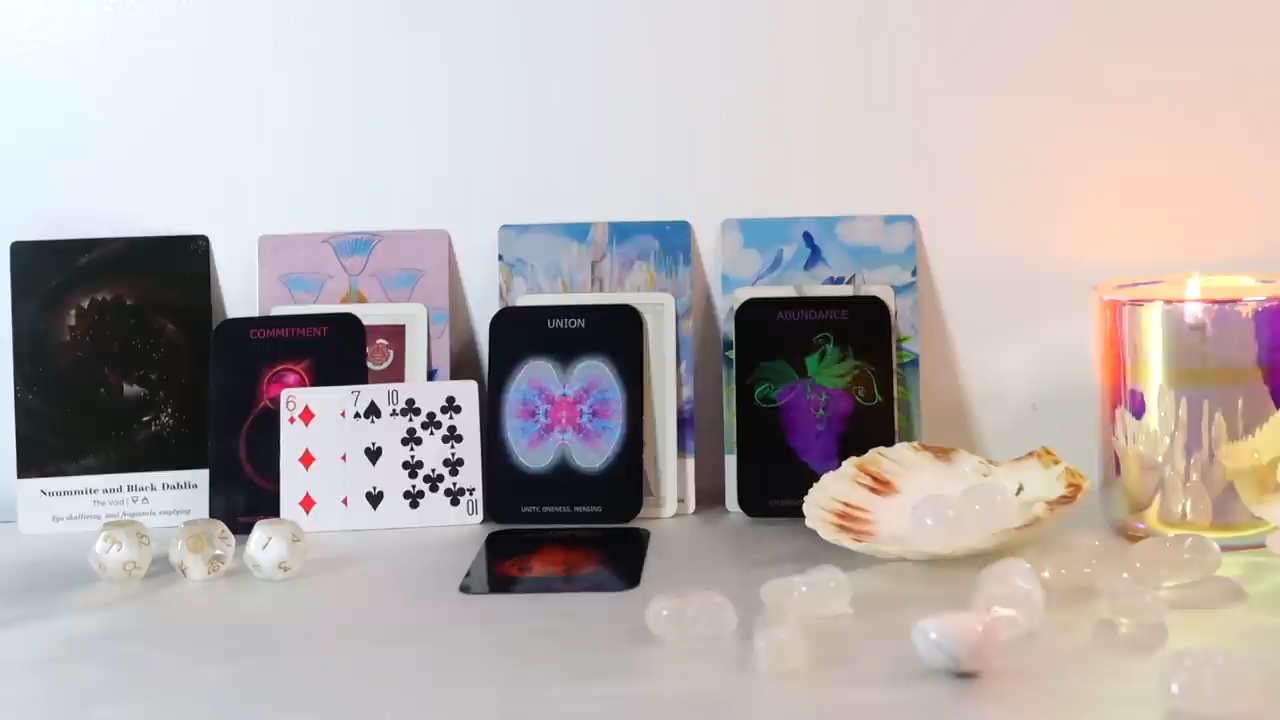 Nuummite and Black Dahlia
The Void |
Ego shattering, soul fragments, emptying
COMMITMENT
6
7
10
10
UNION
UNITY, ONENESS, MERGING
ABUNDANCE